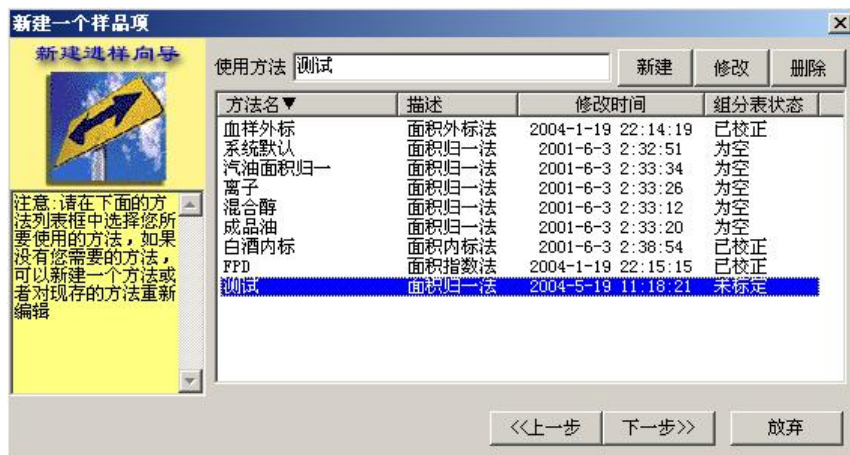 新建一个样品项
新建进样向导
使用方法 测试 新建 修改 删除
方法名▼ 描述 修改时间 组分表状态
血样外标 面积外标法 2004-1-19 22:14:19 已校正
系统默认 面积归一法 2001-6-3 2:32:51 为空
汽油面积归一 面积归一法 2001-6-3 2:33:34 为空
离子 面积归一法 2001-6-3 2:33:26 为空
混合醇 面积归一法 2001-6-3 2:33:12 为空
成品油 面积归一法 2001-6-3 2:33:20 为空
白酒内标 面积内标法 2001-6-3 2:38:54 已校正
FPD 面积指数法 2004-1-19 22:15:15 已校正
测试 面积归一法 2004-5-19 11:18:21 未标定
注意:请在下面的方
法列表框中选择您所
要使用的方法，如果
没有您需要的方法，
可以新建一个方法或
者对现存的方法重新
编辑
<<上一步 下一步>> 放弃